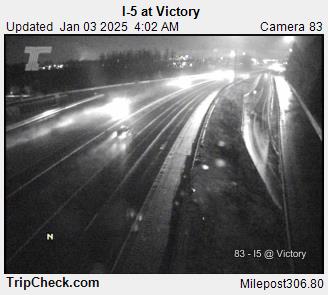 I-5 at Victory
Updated  Jan 03 2025  4:02 AM  Camera 83
T
N
83 - I5 @ Victory
TripCheck.com  Milepost306.80